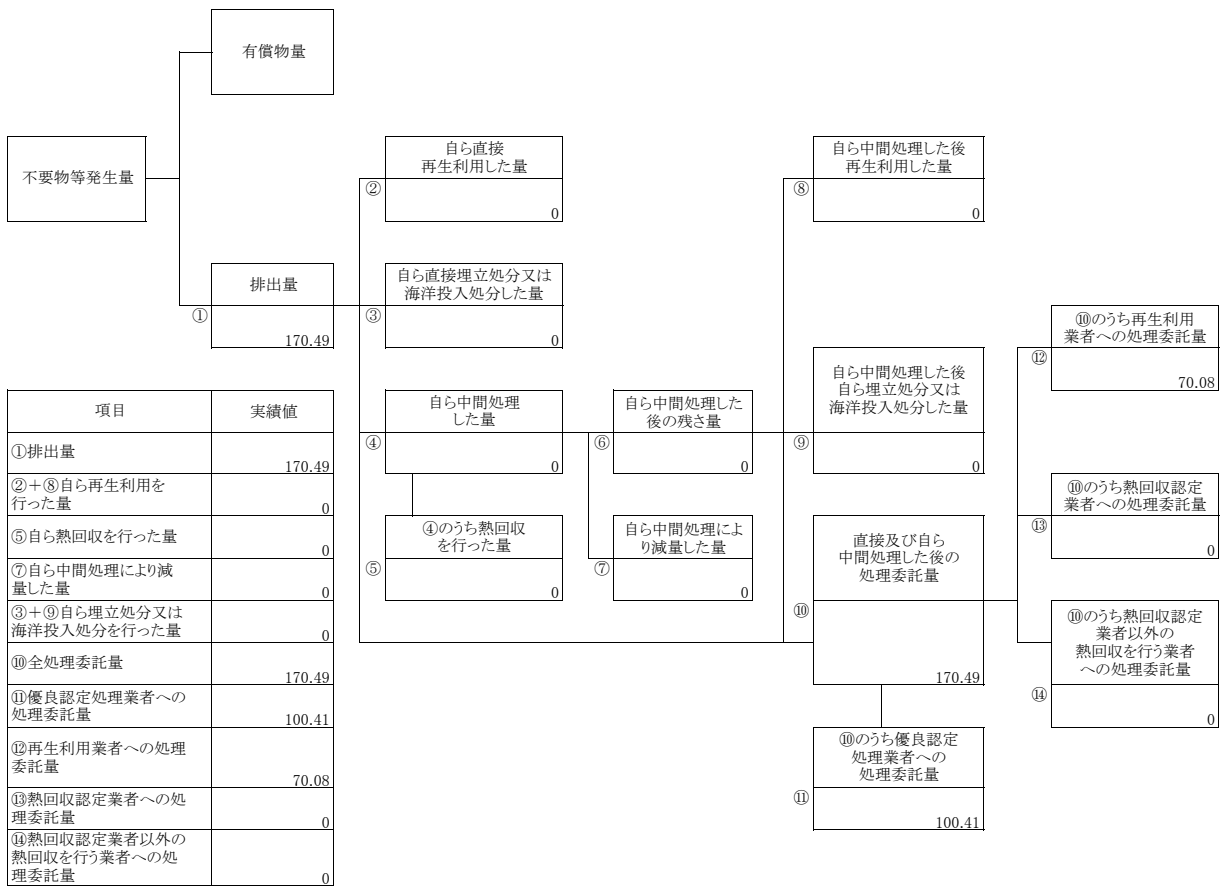 有償物量
不要物等発生量
排出量
①
170.49
自ら直接
再生利用した量
②
0
自ら直接埋立処分又は
海洋投入処分した量
③
0
自ら中間処理
した量
④
0
④のうち熱回収
を行った量
⑤
0
自ら中間処理した
後の残さ量
⑥
0
自ら中間処理によ
り減量した量
⑦
0
自ら中間処理した後
再生利用した量
⑧
0
自ら中間処理した後
自ら埋立処分又は
海洋投入処分した量
⑨
0
直接及び自ら
中間処理した後の
処理委託量
⑩
170.49
⑩のうち優良認定
処理業者への
処理委託量
⑪
100.41
⑩のうち再生利用
業者への処理委託量
⑫
70.08
⑩のうち熱回収認定
業者への処理委託量
⑬
0
⑩のうち熱回収認定
業者以外の
熱回収を行う業者
への処理委託量
⑭
0
項目 実績値
①排出量
170.49
②＋⑧自ら再生利用を
行った量
0
⑤自ら熱回収を行った量
0
⑦自ら中間処理により減
量した量
0
③＋⑨自ら埋立処分又は
海洋投入処分を行った量
0
⑩全処理委託量
170.49
⑪優良認定処理業者への
処理委託量
100.41
⑫再生利用業者への処理
委託量
70.08
⑬熱回収認定業者への処
理委託量
0
⑭熱回収認定業者以外の
熱回収を行う業者への処
理委託量
0